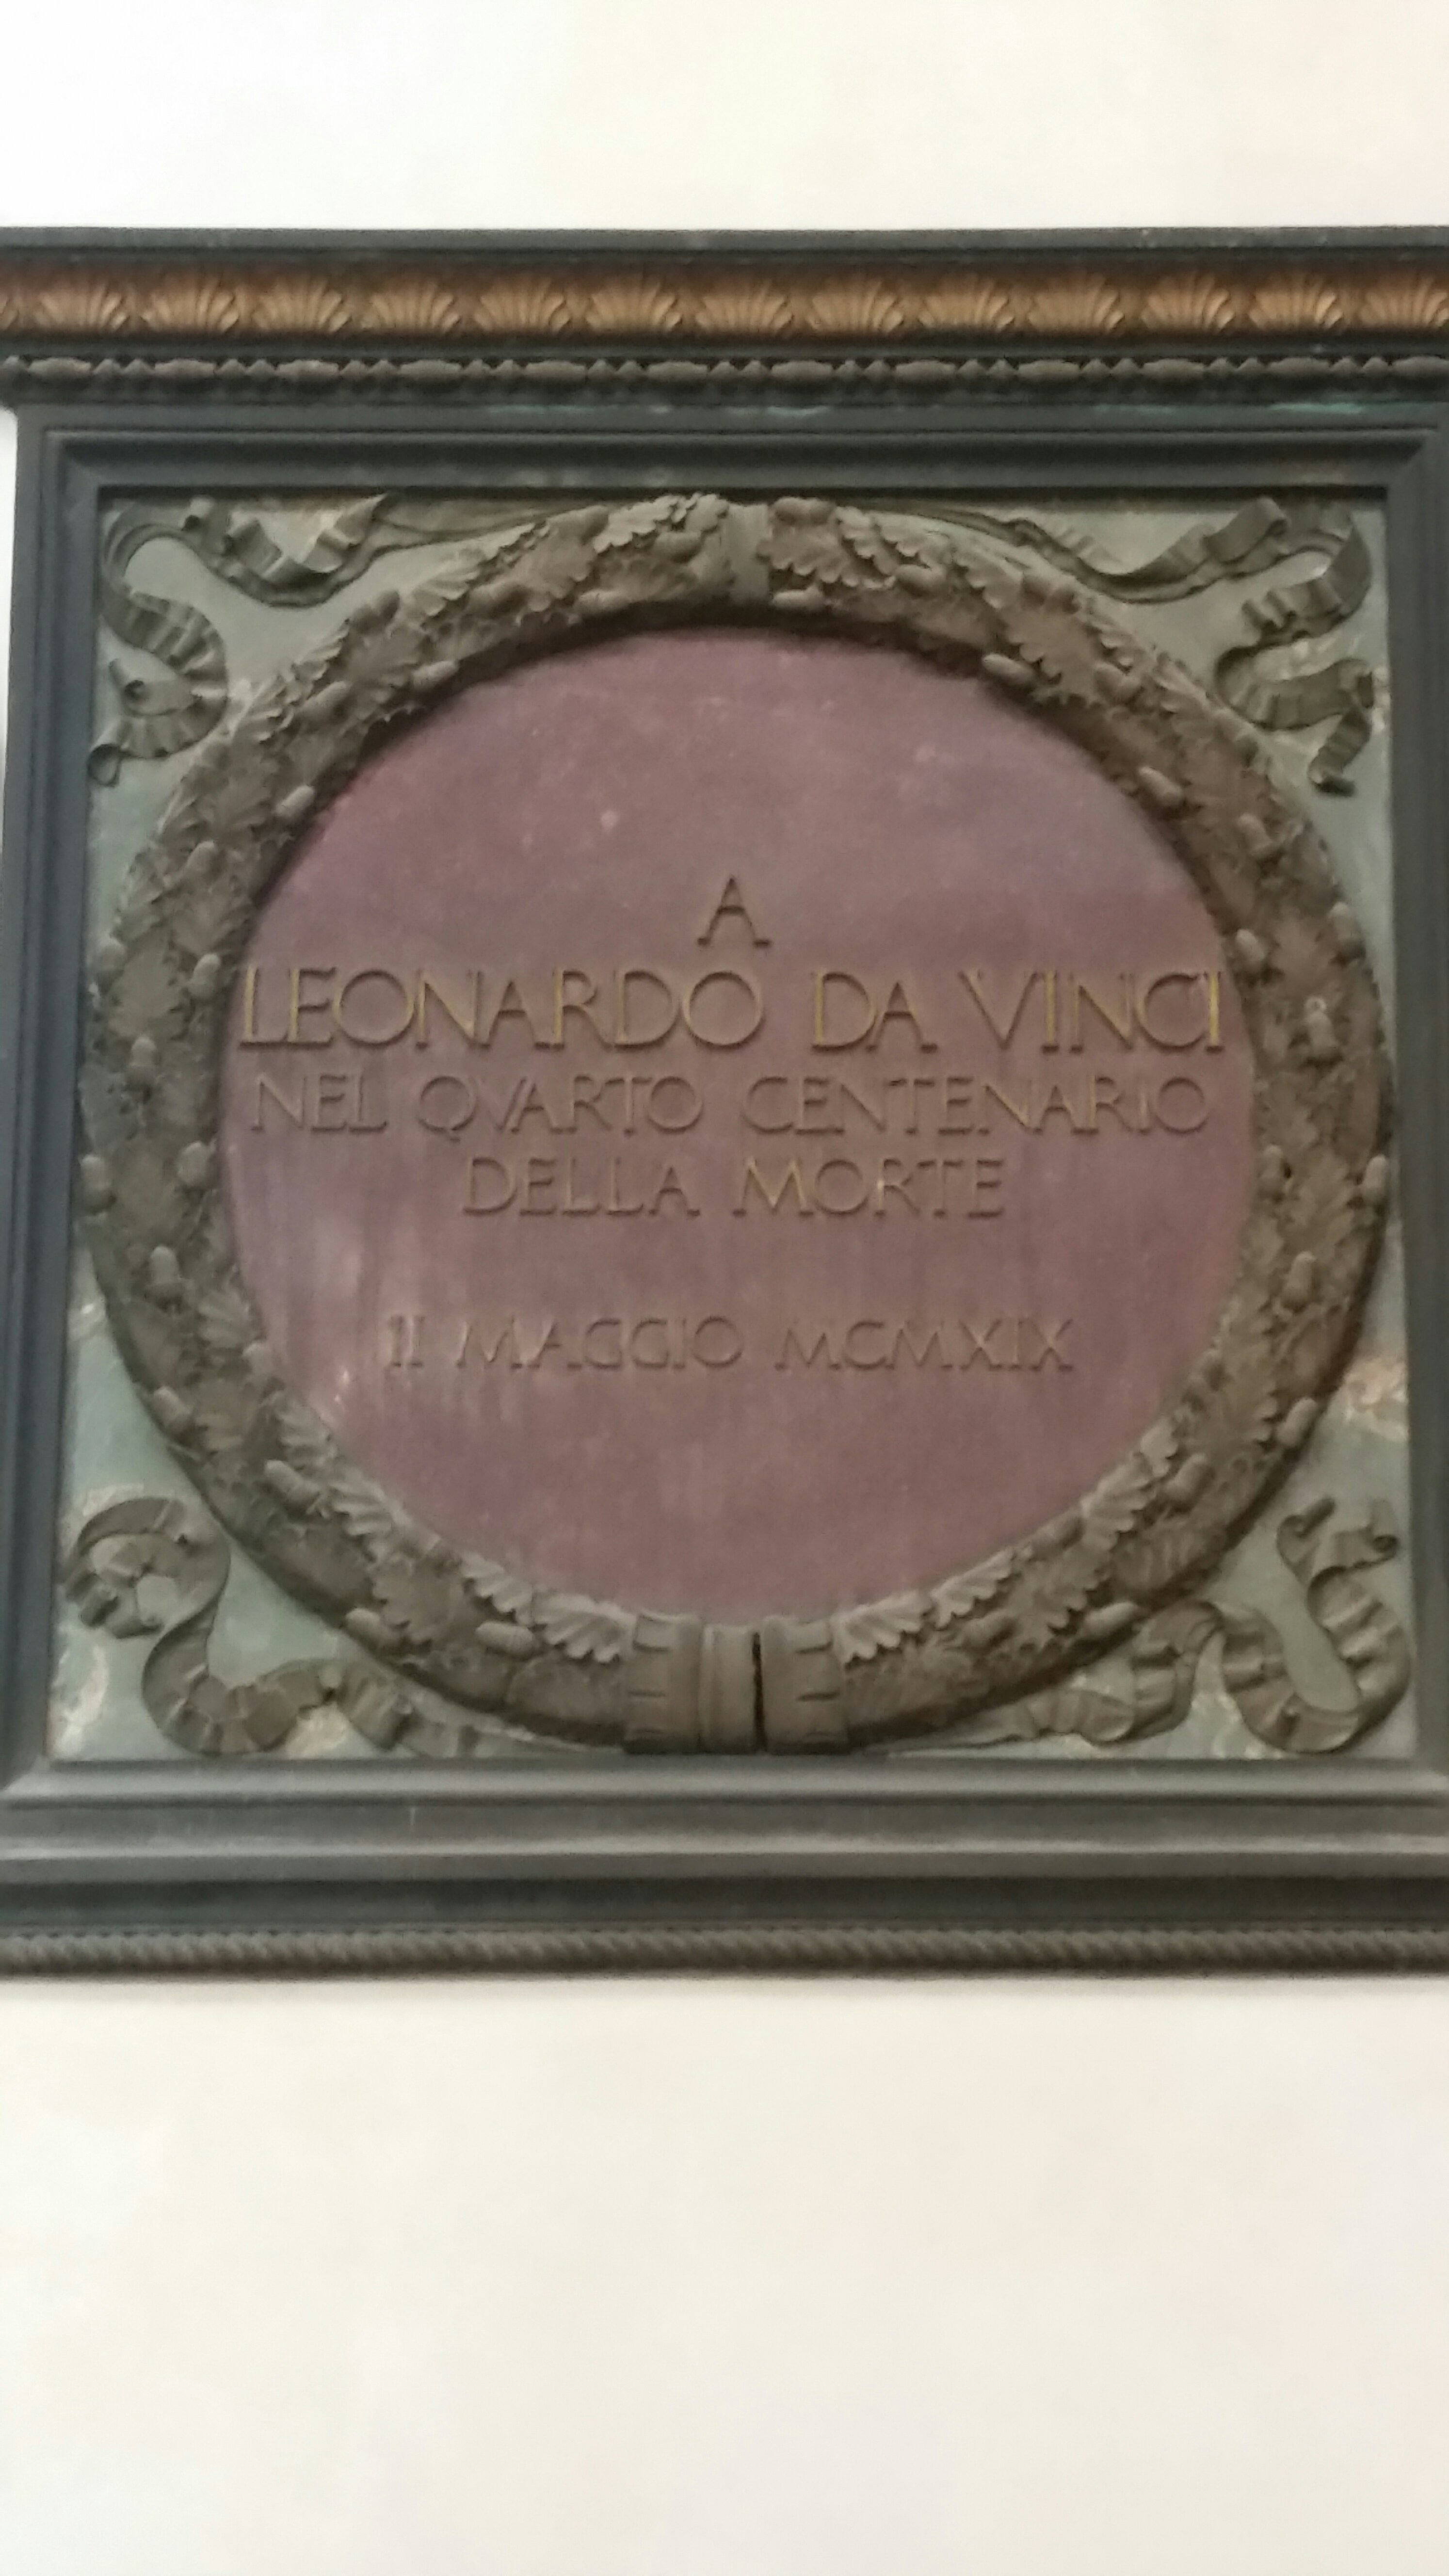 A
LEONARDO DA VINCI
NEL QVARTO CENTENARIO
DELLA MORTE
II MAGGIO MCMXIX